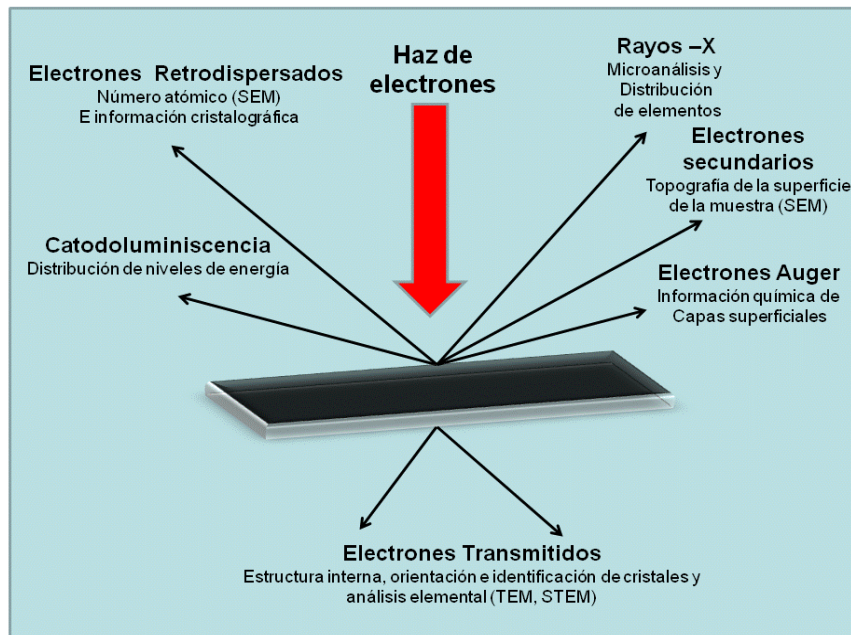 Haz de
electrones
Electrones Retrodispersados
Número atómico (SEM)
E información cristalográfica
Catodoluminiscencia
Distribución de niveles de energía
Rayos –X
Microanálisis y
Distribución
de elementos
Electrones
secundarios
Topografía de la superficie
de la muestra (SEM)
Electrones Auger
Información química de
Capas superficiales
Electrones Transmitidos
Estructura interna, orientación e identificación de cristales y
análisis elemental (TEM, STEM)